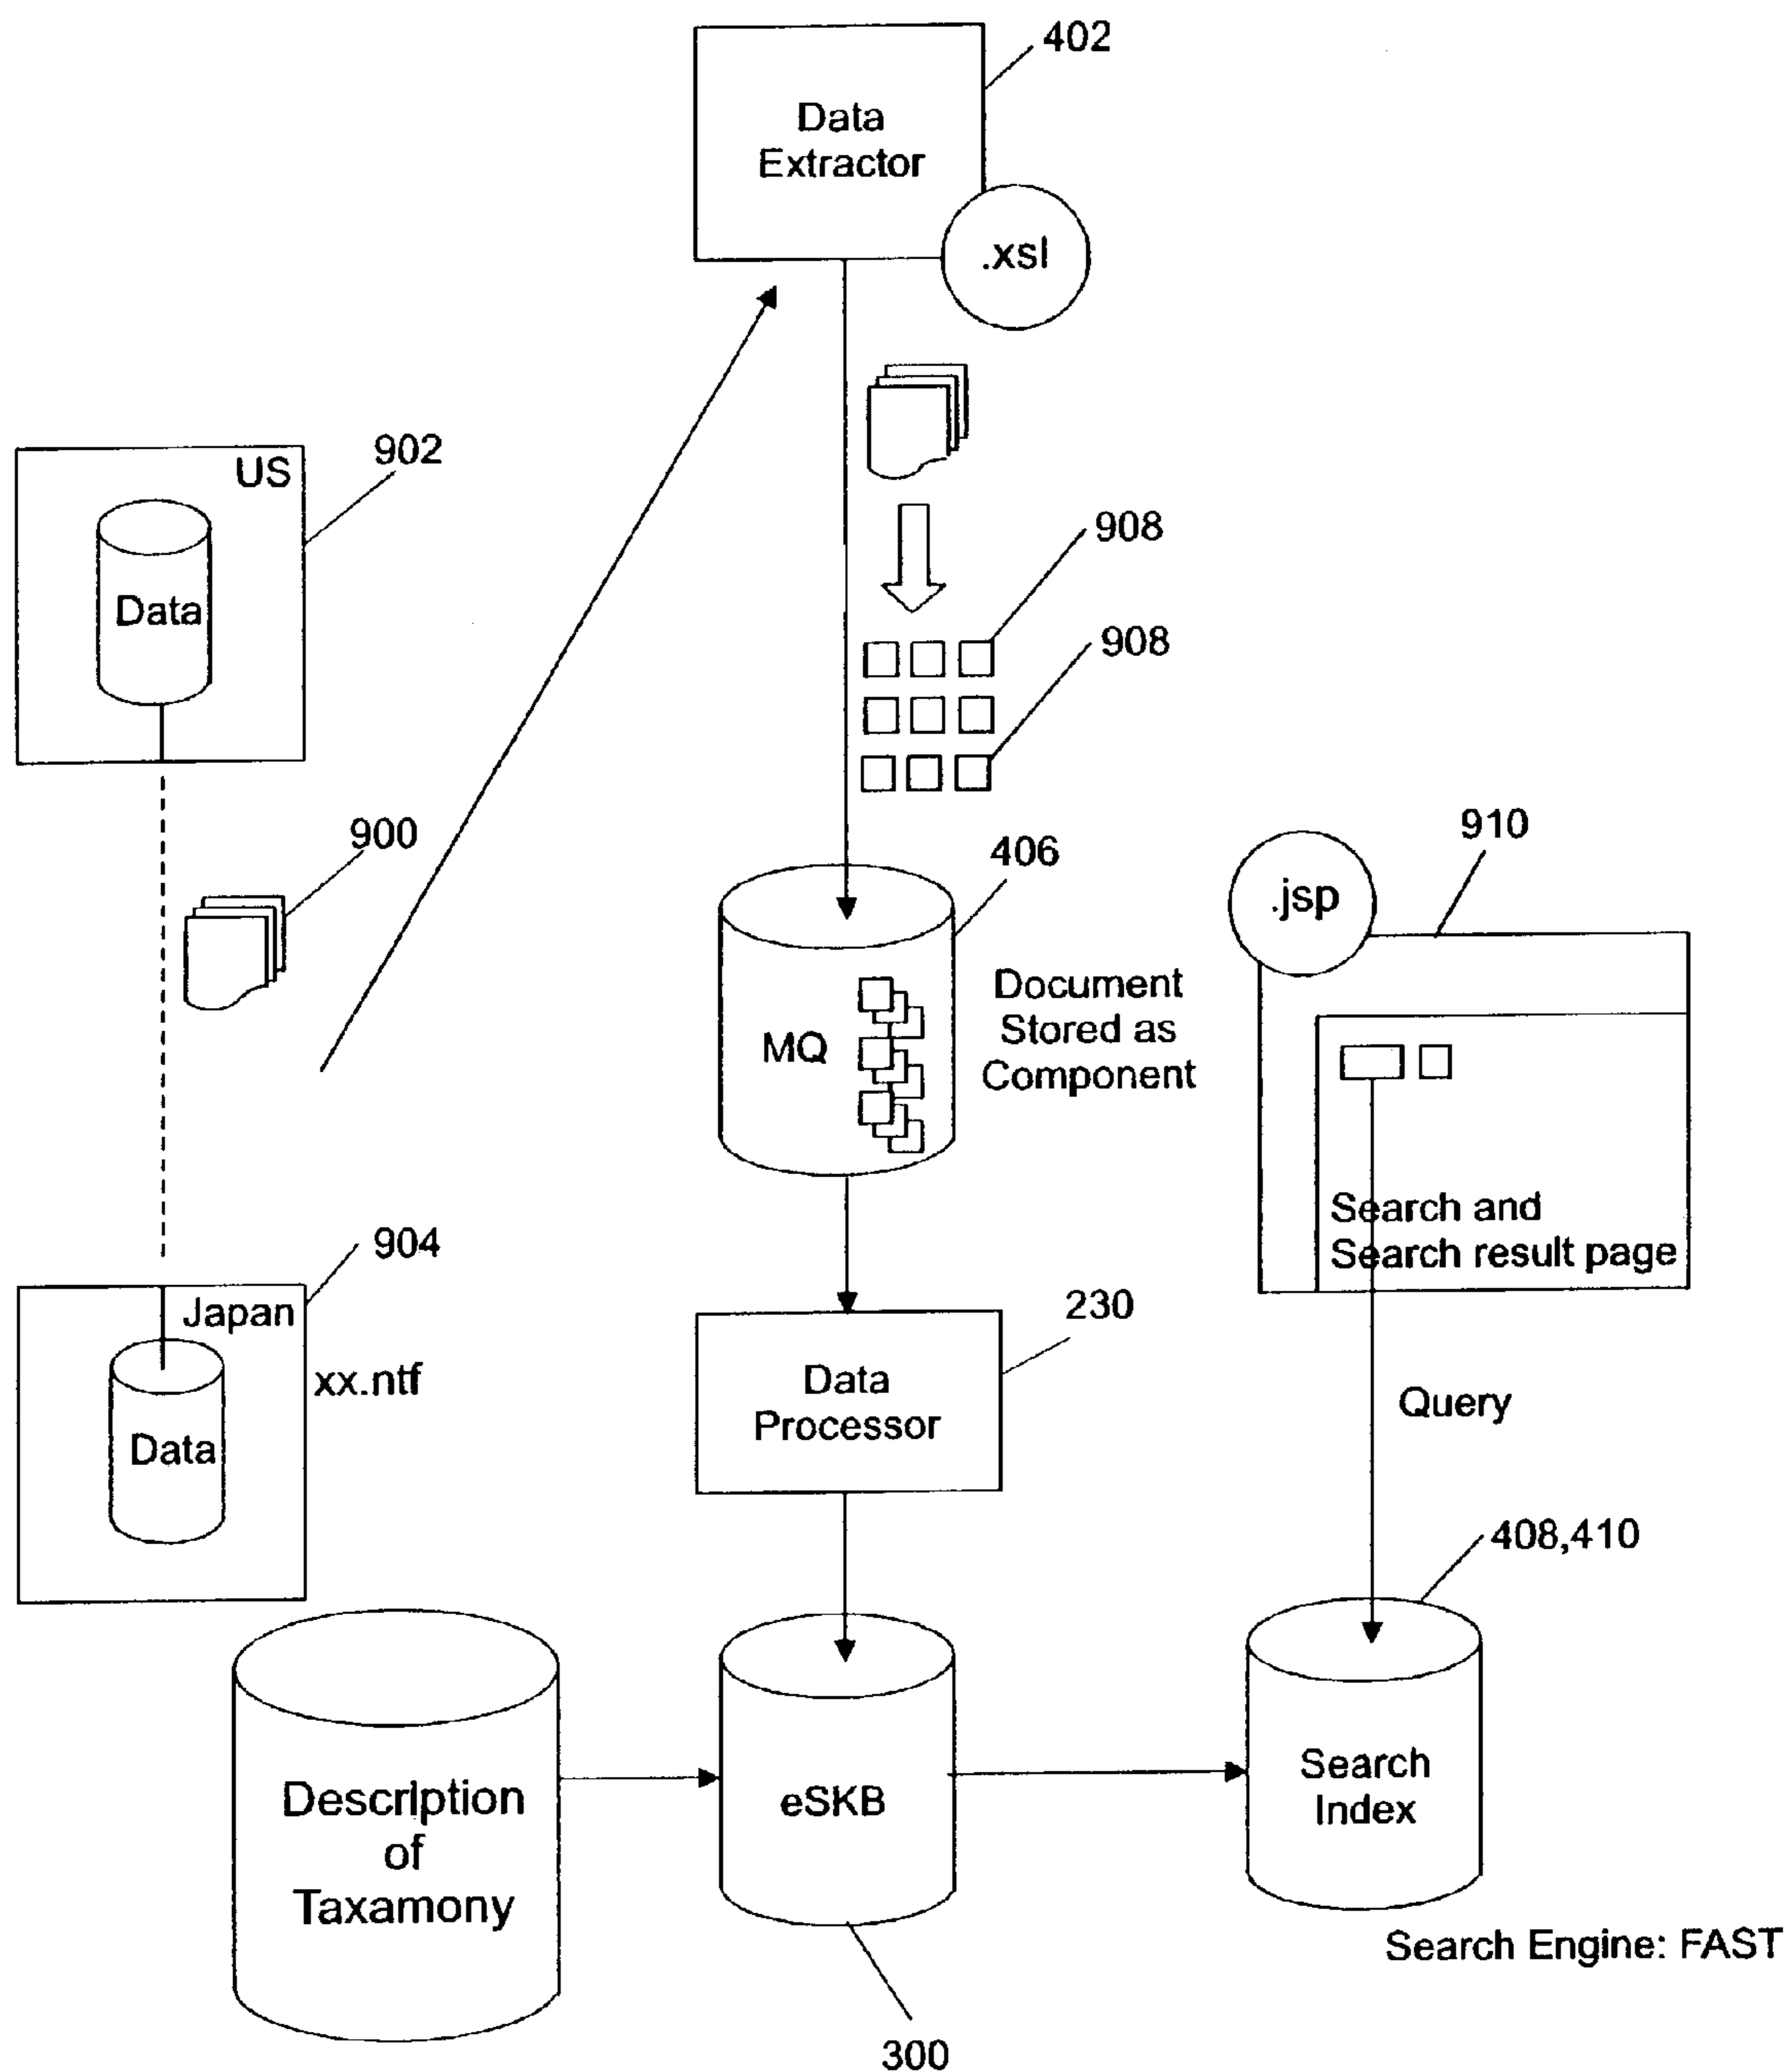 402
Data
Extractor
.xsl
US
902
Data
908
908
900
406
910
.jsp
MQ
Document
Stored as
Component
Search and
Search result page
904
Japan
xx.ntf
Data
230
Data
Processor
Query
408,410
Description
of
Taxamony
eSKB
Search
Index
Search Engine: FAST
300